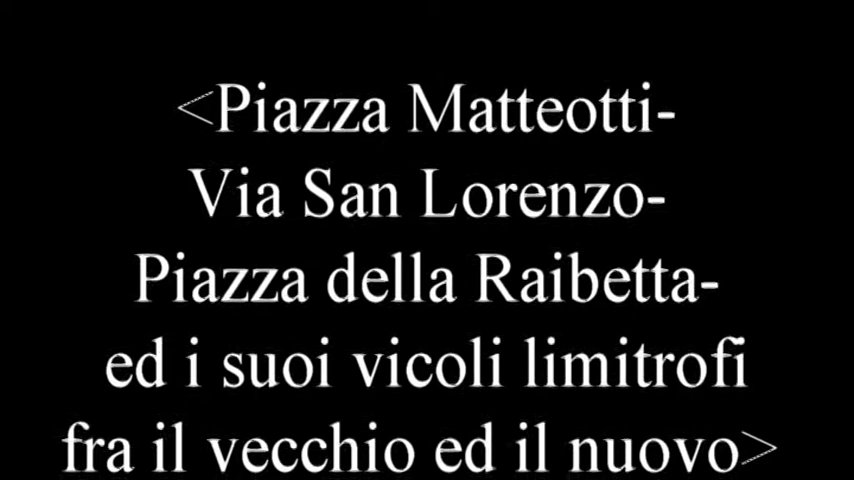 <Piazza Matteotti-
Via San Lorenzo-
Piazza della Raibetta-
ed i suoi vicoli limitrofi
fra il vecchio ed il nuovo>